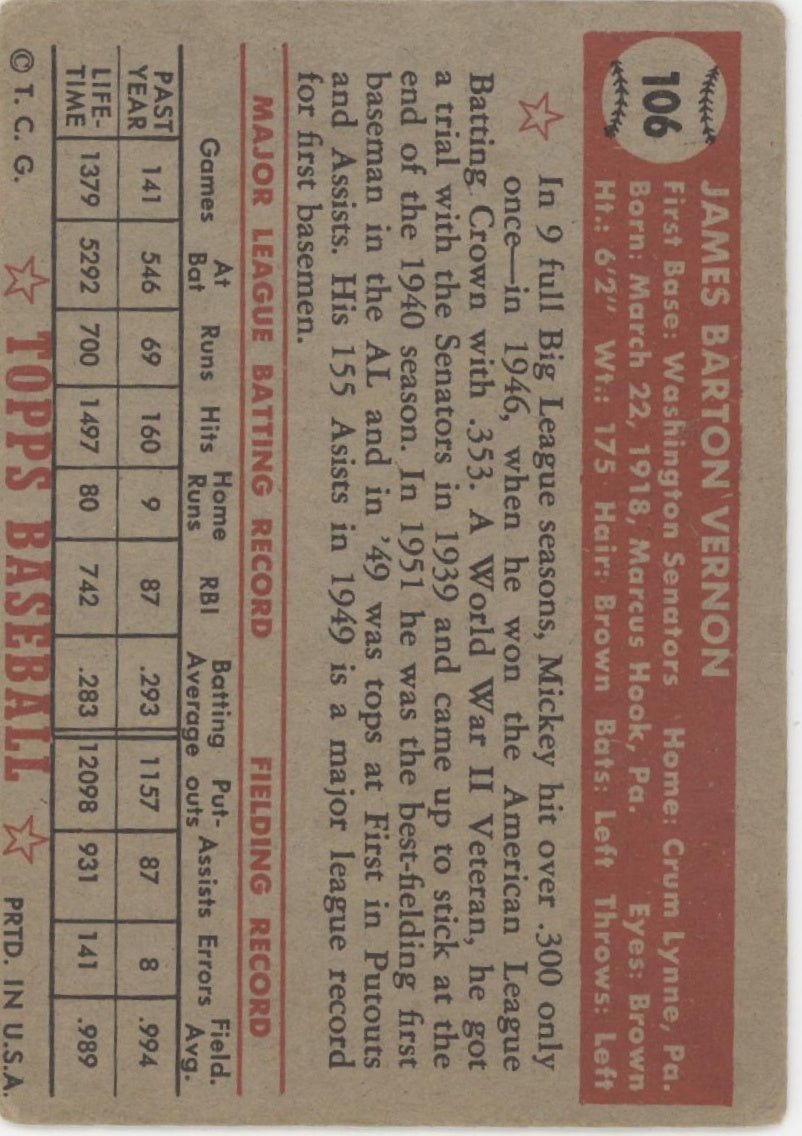 106
JAMES BARTON VERNON
First Base: Washington Senators Home: Crum Lynne, Pa.
Born: March 22, 1918, Marcus Hook, Pa. Eyes: Brown
Ht.: 6'2" Wt.: 175 Hair: Brown Bats: Left Throws: Left
In 9 full Big League seasons, Mickey hit over .300 only
once—in 1946, when he won the American League
Batting Crown with .353. A World War II Veteran, he got
a trial with the Senators in 1939 and came up to stick at the
end of the 1940 season. In 1951 he was the best-fielding first
baseman in the AL and in '49 was tops at First in Putouts
and Assists. His 155 Asists in 1949 is a major league record
for first basemen.
MAJOR LEAGUE BATTING RECORD FIELDING RECORD
Games At Bat Runs Hits Home Runs RBI Batting Average Put-outs Assists Errors Field. Avg.
PAST YEAR 141 546 69 160 9 87 .293 1157 87 8 .994
LIFE-TIME 1379 5292 700 1497 80 742 .283 12098 931 141 .989
© T. C. G. TOPPS BASEBALL PRTD. IN U.S.A.